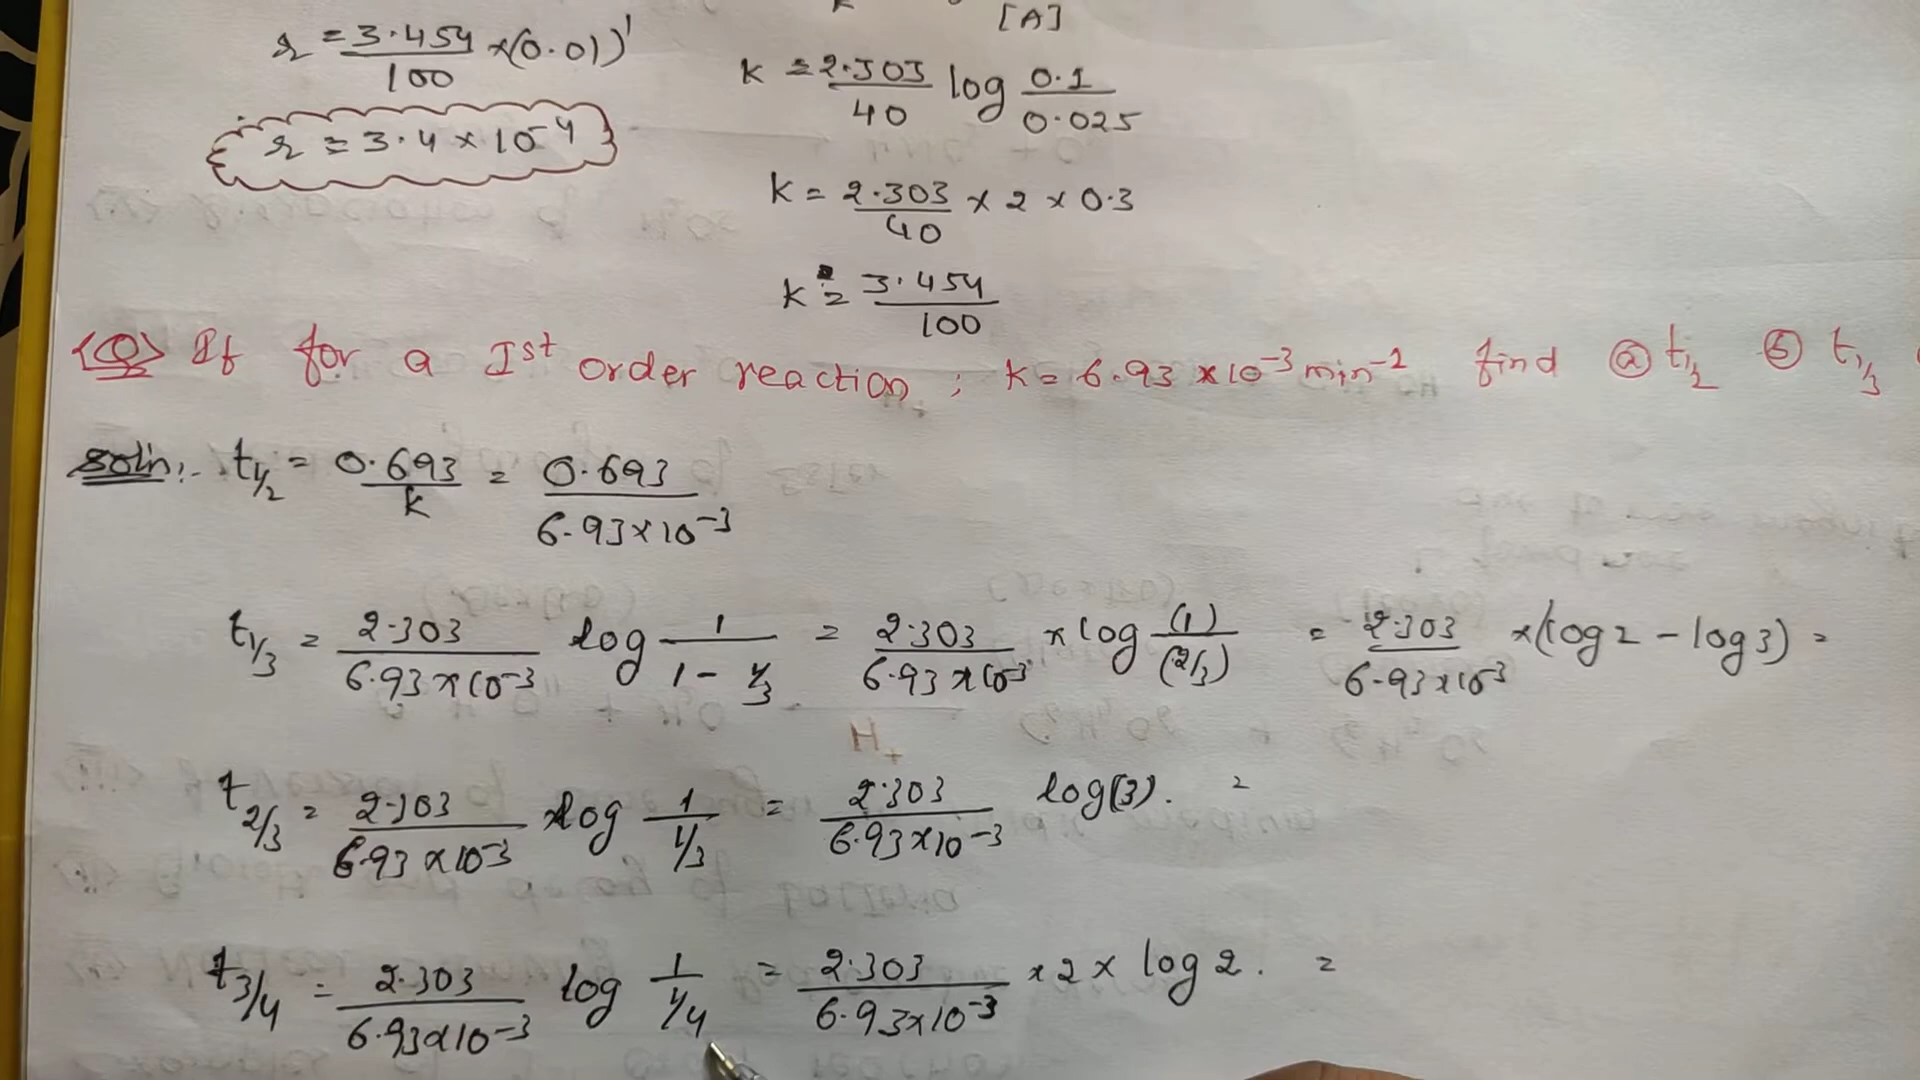 r = 3.454/100 × (0.01)¹
r = 3.4 × 10⁻⁴
[A]
k = 2.303/40 log 0.1/0.025
k = 2.303/40 × 2 × 0.3
k = 3.454/100
<Q> If for a Ist order reaction ; k = 6.93 × 10⁻³ min⁻¹ find ⓐ t1/2 ⓑ t1/3
soln:- t1/2 = 0.693/k = 0.693/6.93×10⁻³
t1/3 = 2.303/6.93×10⁻³ log 1/1-1/3 = 2.303/6.93×10⁻³ × log (1)/(2/3) = 2.303/6.93×10⁻³ × (log 2 - log 3) =
t2/3 = 2.303/6.93×10⁻³ log 1/1/3 = 2.303/6.93×10⁻³ log(3). =
t3/4 = 2.303/6.93×10⁻³ log 1/1/4 = 2.303/6.93×10⁻³ × 2 × log 2. =